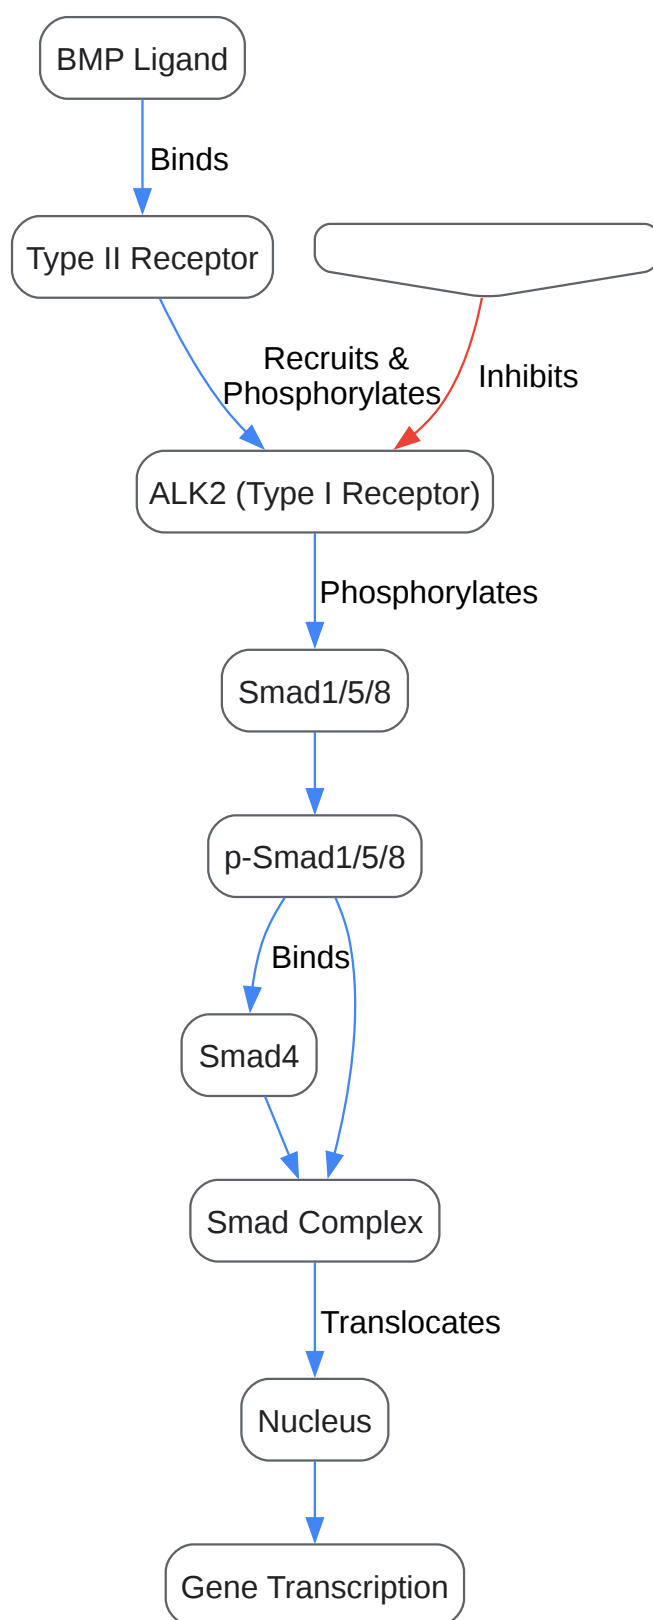 BMP Ligand
Binds
Type II Receptor
Recruits &
Phosphorylates
Inhibits
ALK2 (Type I Receptor)
Phosphorylates
Smad1/5/8
p-Smad1/5/8
Binds
Smad4
Smad Complex
Translocates
Nucleus
Gene Transcription